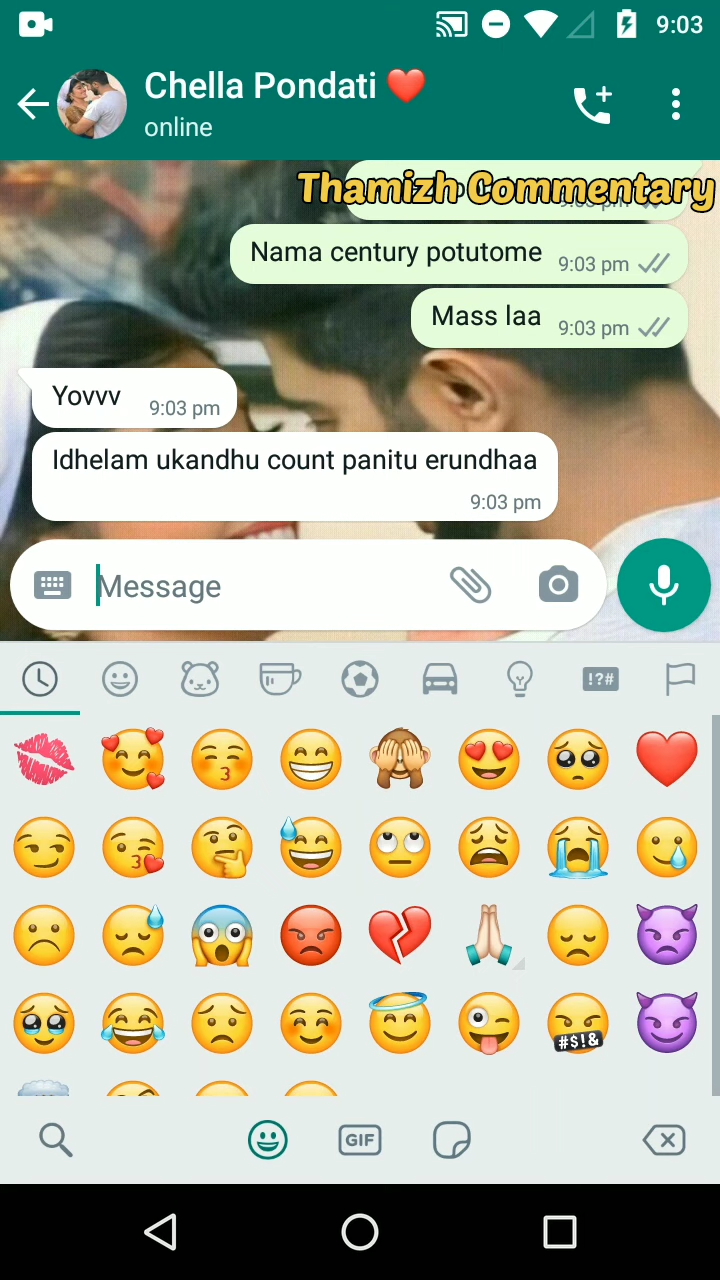 9:03
Chella Pondati ❤️
online
Thamizh Commentary
Nama century potutome 9:03 pm
Mass laa 9:03 pm
Yovvv 9:03 pm
Idhelam ukandhu count panitu erundhaa
9:03 pm
Message
!?#
#$!&
GIF